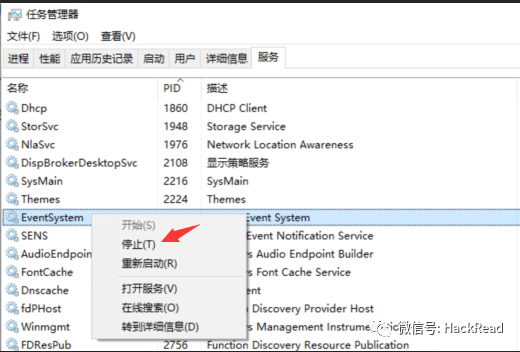 任务管理器
文件(F) 选项(O) 查看(V)
进程 性能 应用历史记录 启动 用户 详细信息 服务
名称 PID 描述
Dhcp 1860 DHCP Client
StorSvc 1948 Storage Service
NlaSvc 1976 Network Location Awareness
DispBrokerDesktopSvc 2108 显示策略服务
SysMain 2216 SysMain
Themes 2224 Themes
EventSystem Event System
SENS Event Notification Service
AudioEndpoin s Audio Endpoint Builder
FontCache s Font Cache Service
Dnscache ient
fdPHost Discovery Provider Host
Winmgmt s Management Instrume
FDResPub 2756 Function Discovery Resource Publication
开始(S)
停止(T)
重新启动(R)
打开服务(V)
在线搜索(O)
转到详细信息(D)
微信号: HackRead